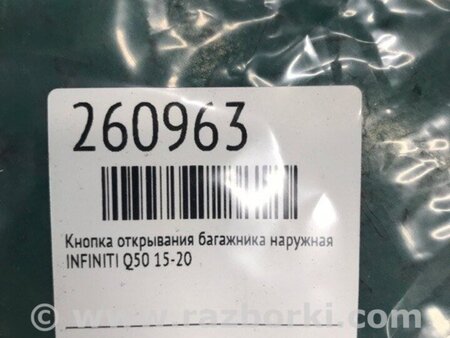 260963
Кнопка открывания багажника наружная
INFINITI Q50 15-20
© www.razborki.com